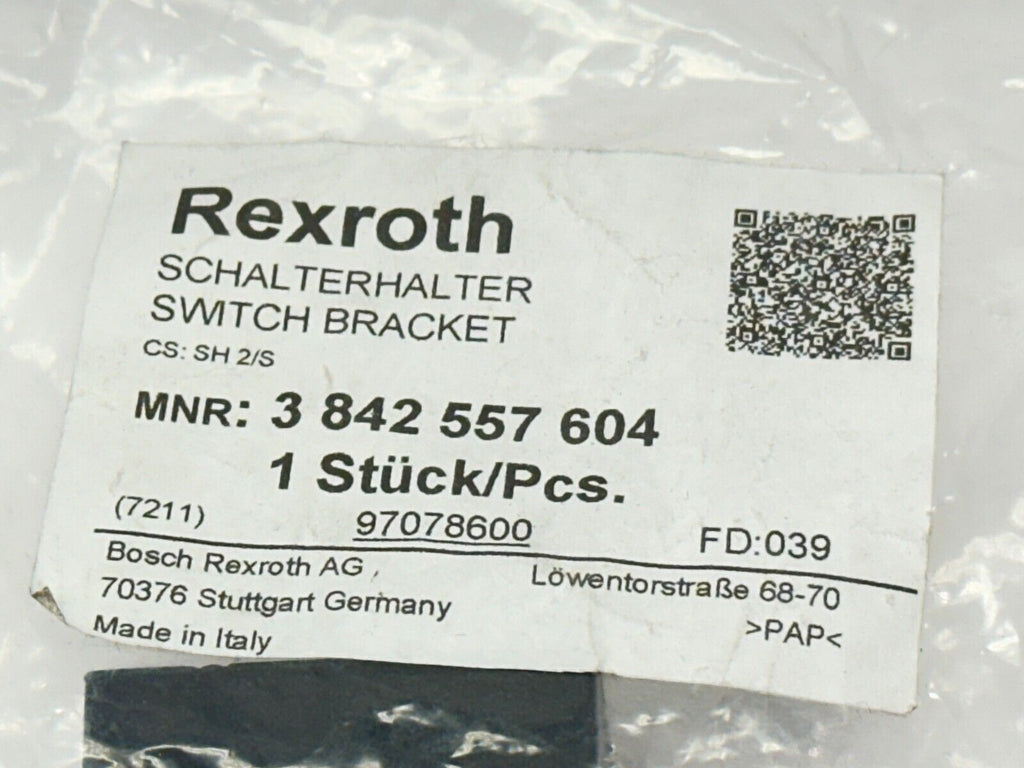 Rexroth
SCHALTERHALTER
SWITCH BRACKET
CS: SH 2/S
MNR: 3 842 557 604
1 Stück/Pcs.
(7211) 97078600 FD:039
Bosch Rexroth AG , Löwentorstraße 68-70
70376 Stuttgart Germany >PAP<
Made in Italy